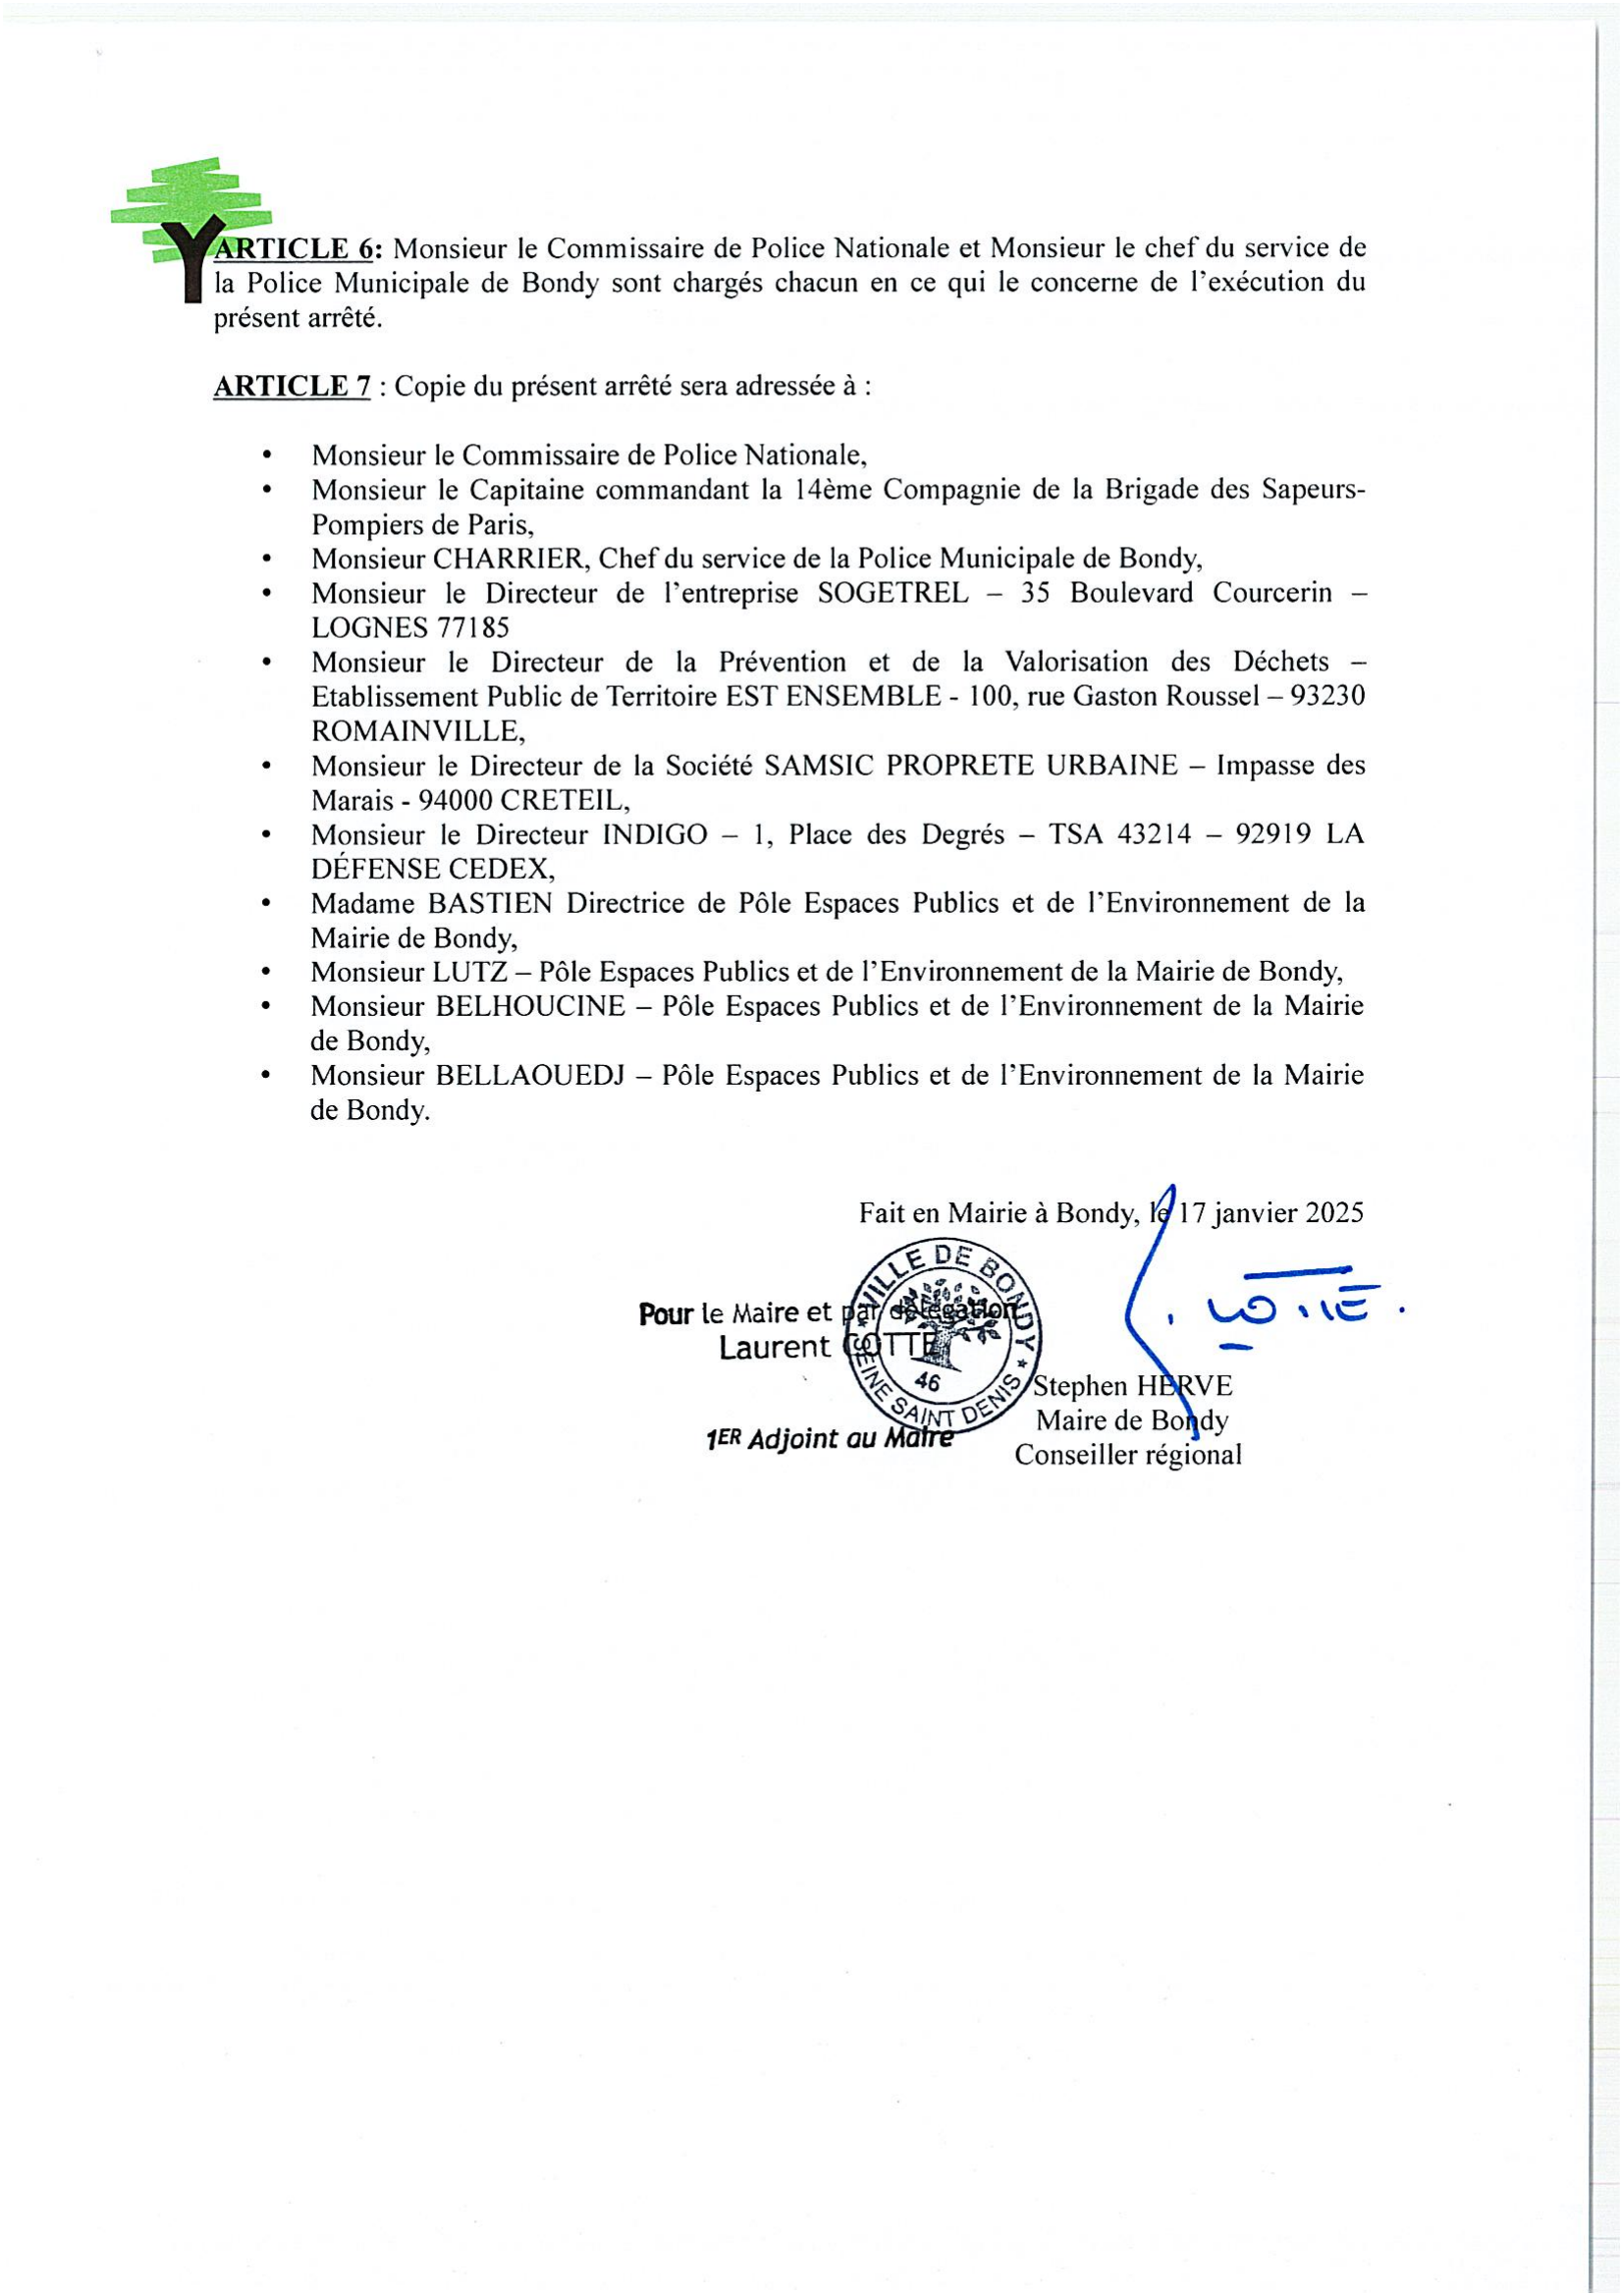 ARTICLE 6: Monsieur le Commissaire de Police Nationale et Monsieur le chef du service de
la Police Municipale de Bondy sont chargés chacun en ce qui le concerne de l’exécution du
présent arrêté.
ARTICLE 7 : Copie du présent arrêté sera adressée à :
• Monsieur le Commissaire de Police Nationale,
• Monsieur le Capitaine commandant la 14ème Compagnie de la Brigade des Sapeurs-
Pompiers de Paris,
• Monsieur CHARRIER, Chef du service de la Police Municipale de Bondy,
• Monsieur le Directeur de l’entreprise SOGETREL – 35 Boulevard Courcerin –
LOGNES 77185
• Monsieur le Directeur de la Prévention et de la Valorisation des Déchets –
Etablissement Public de Territoire EST ENSEMBLE - 100, rue Gaston Roussel – 93230
ROMAINVILLE,
• Monsieur le Directeur de la Société SAMSIC PROPRETE URBAINE – Impasse des
Marais - 94000 CRETEIL,
• Monsieur le Directeur INDIGO – 1, Place des Degrés – TSA 43214 – 92919 LA
DÉFENSE CEDEX,
• Madame BASTIEN Directrice de Pôle Espaces Publics et de l’Environnement de la
Mairie de Bondy,
• Monsieur LUTZ – Pôle Espaces Publics et de l’Environnement de la Mairie de Bondy,
• Monsieur BELHOUCINE – Pôle Espaces Publics et de l’Environnement de la Mairie
de Bondy,
• Monsieur BELLAOUEDJ – Pôle Espaces Publics et de l’Environnement de la Mairie
de Bondy.
Fait en Mairie à Bondy, le 17 janvier 2025
VILLE DE BONDY
SEINE SAINT DENIS
46
Pour le Maire et par délégation
Laurent COTTE
1ER Adjoint au Maire
Stephen HERVE
Maire de Bondy
Conseiller régional